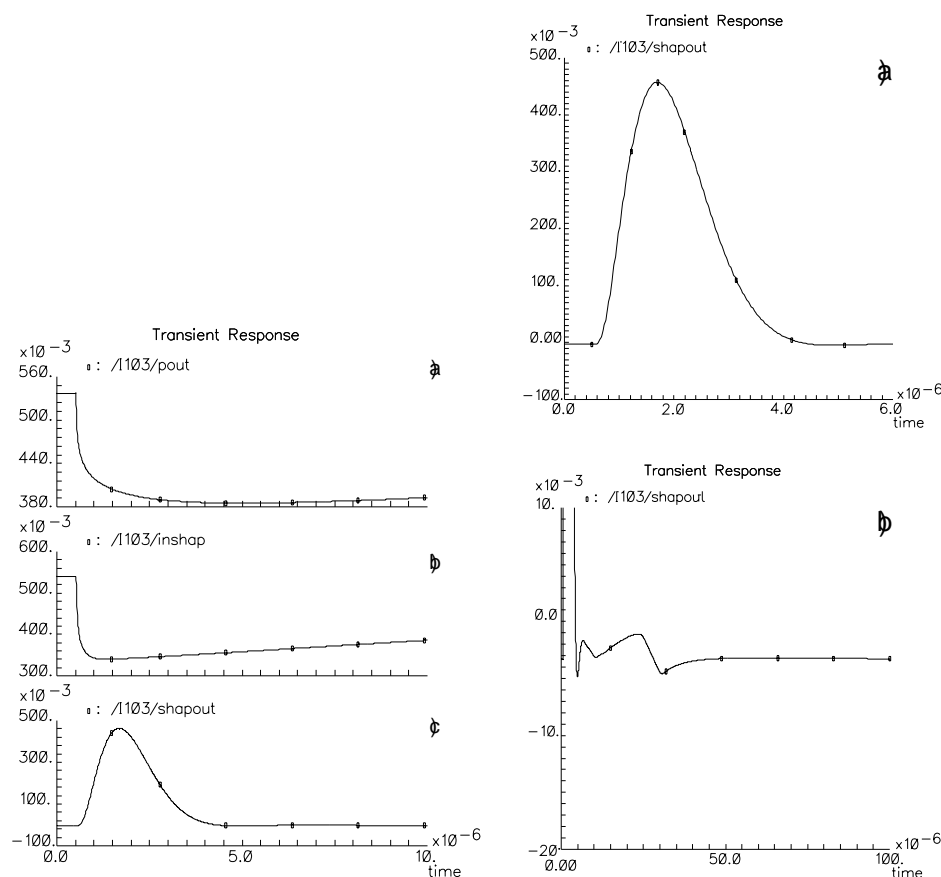 Transient Response
x10 -3
▯ : /I103/pout
a)
560.
500.
440.
380.
x10 -3
▯ : /I103/inshap
b)
600.
500.
400.
300.
x10 -3
▯ : /I103/shapout
c)
500.
300.
100.
-100.
0.0 5.0 10.
x10 -6
time
Transient Response
x10 -3
▯ : /I103/shapout
a)
500.
400.
300.
200.
100.
0.00
-100.
0.0 2.0 4.0 6.0
x10 -6
time
Transient Response
x10 -3
▯ : /I103/shapout
b)
10.
0.0
-10.
-20.
0.00 50.0 100.
x10 -6
time